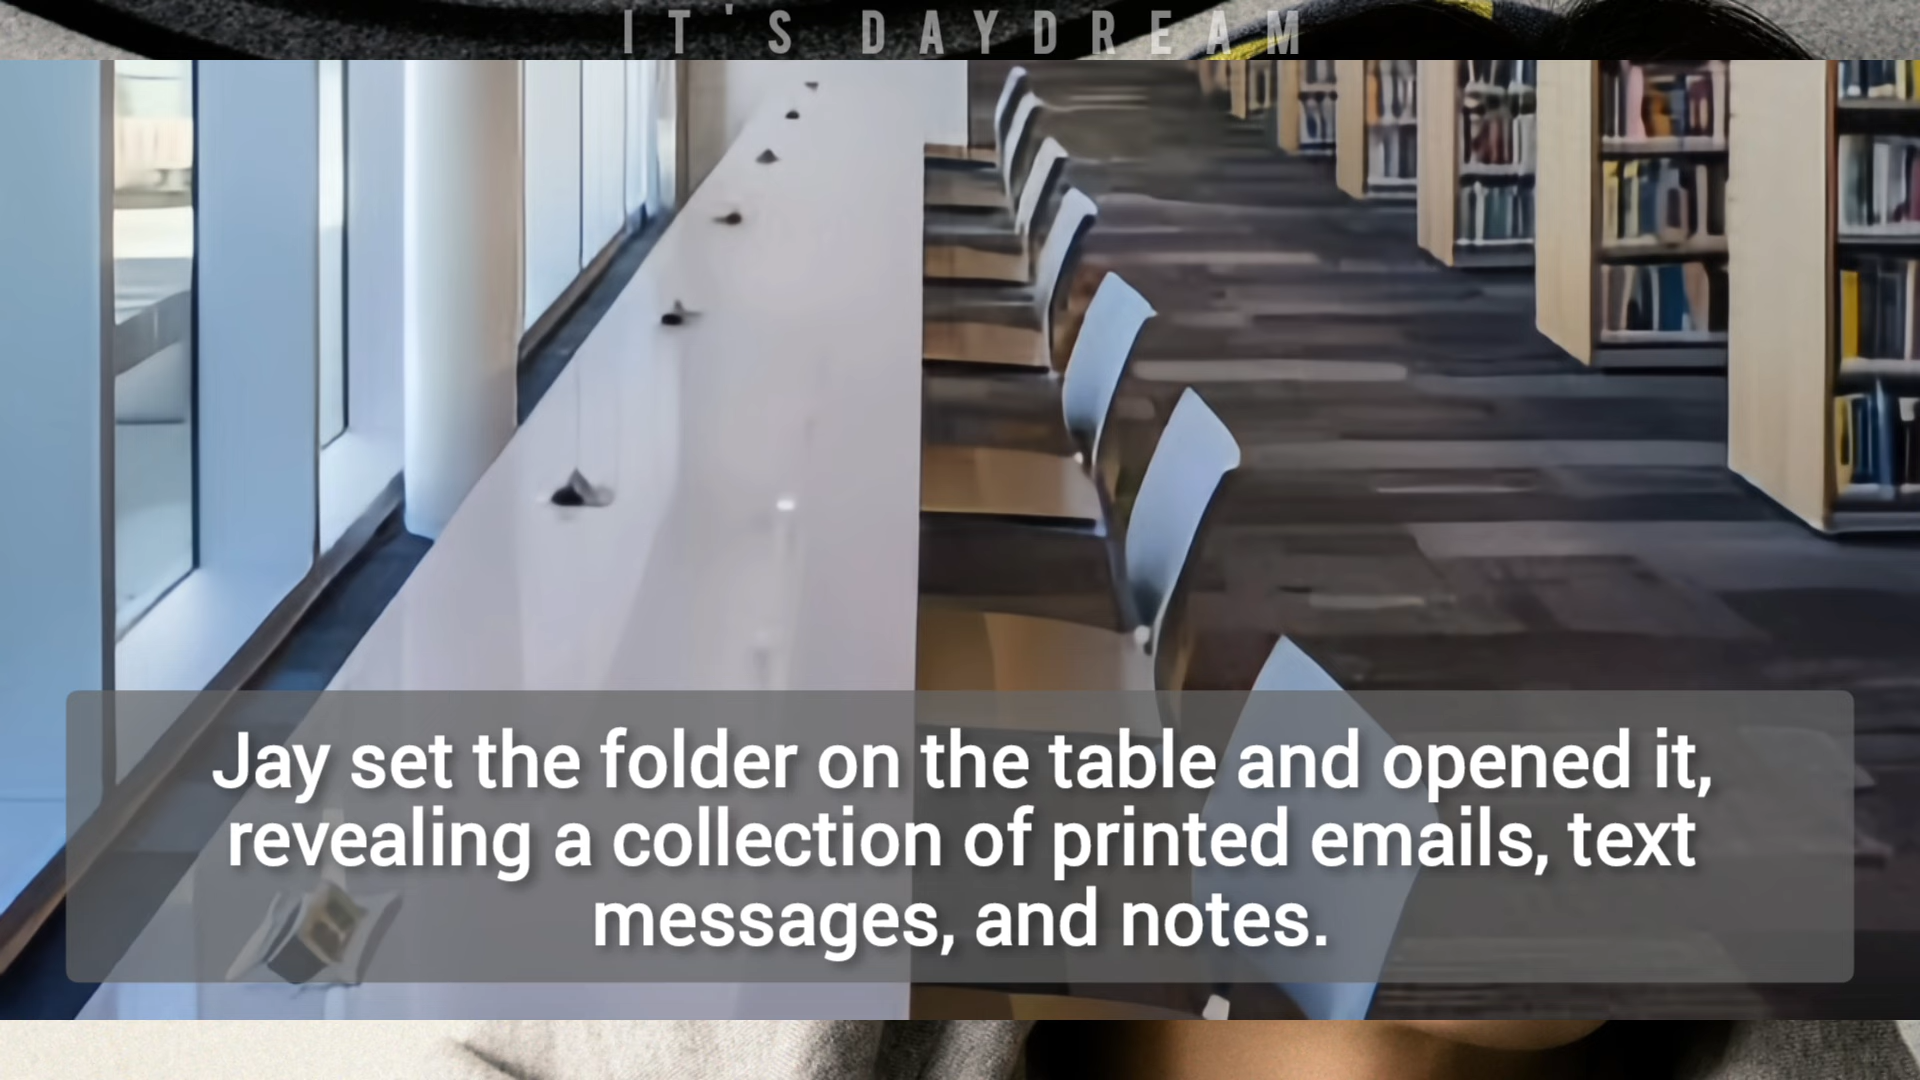 IT'S DAYDREAM
Jay set the folder on the table and opened it,
revealing a collection of printed emails, text
messages, and notes.